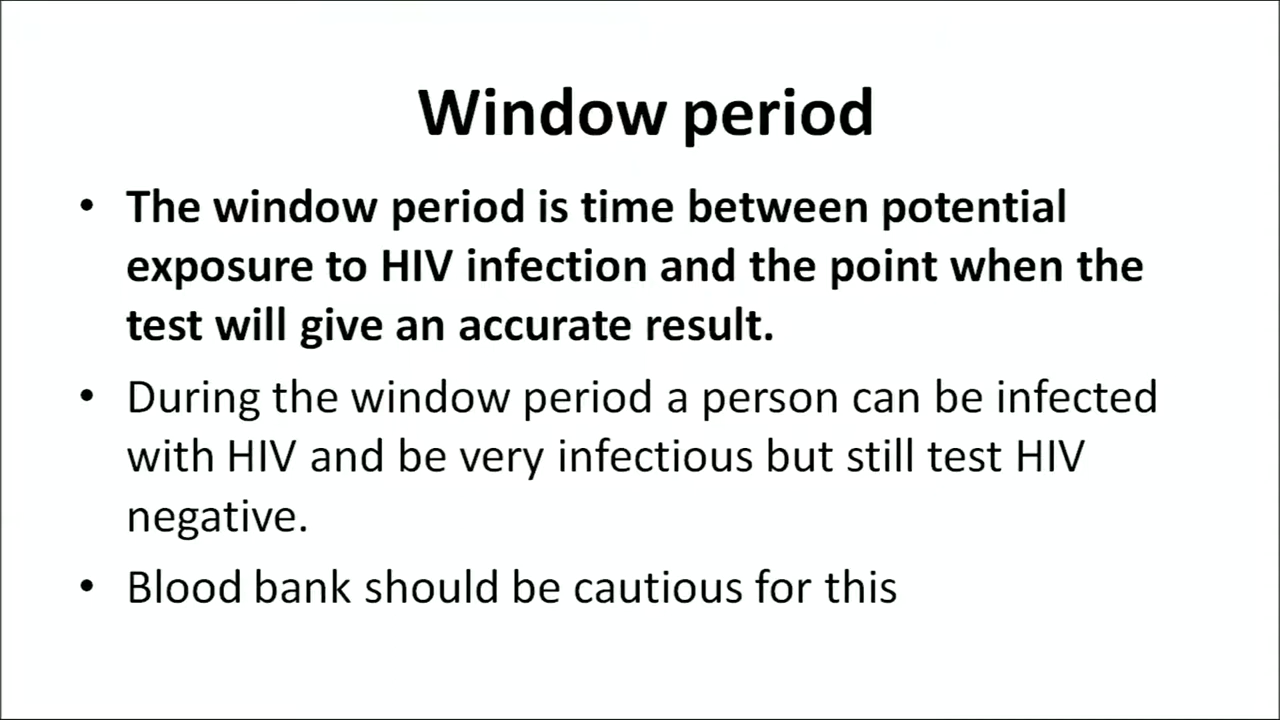 Window period
• The window period is time between potential
exposure to HIV infection and the point when the
test will give an accurate result.
• During the window period a person can be infected
with HIV and be very infectious but still test HIV
negative.
• Blood bank should be cautious for this